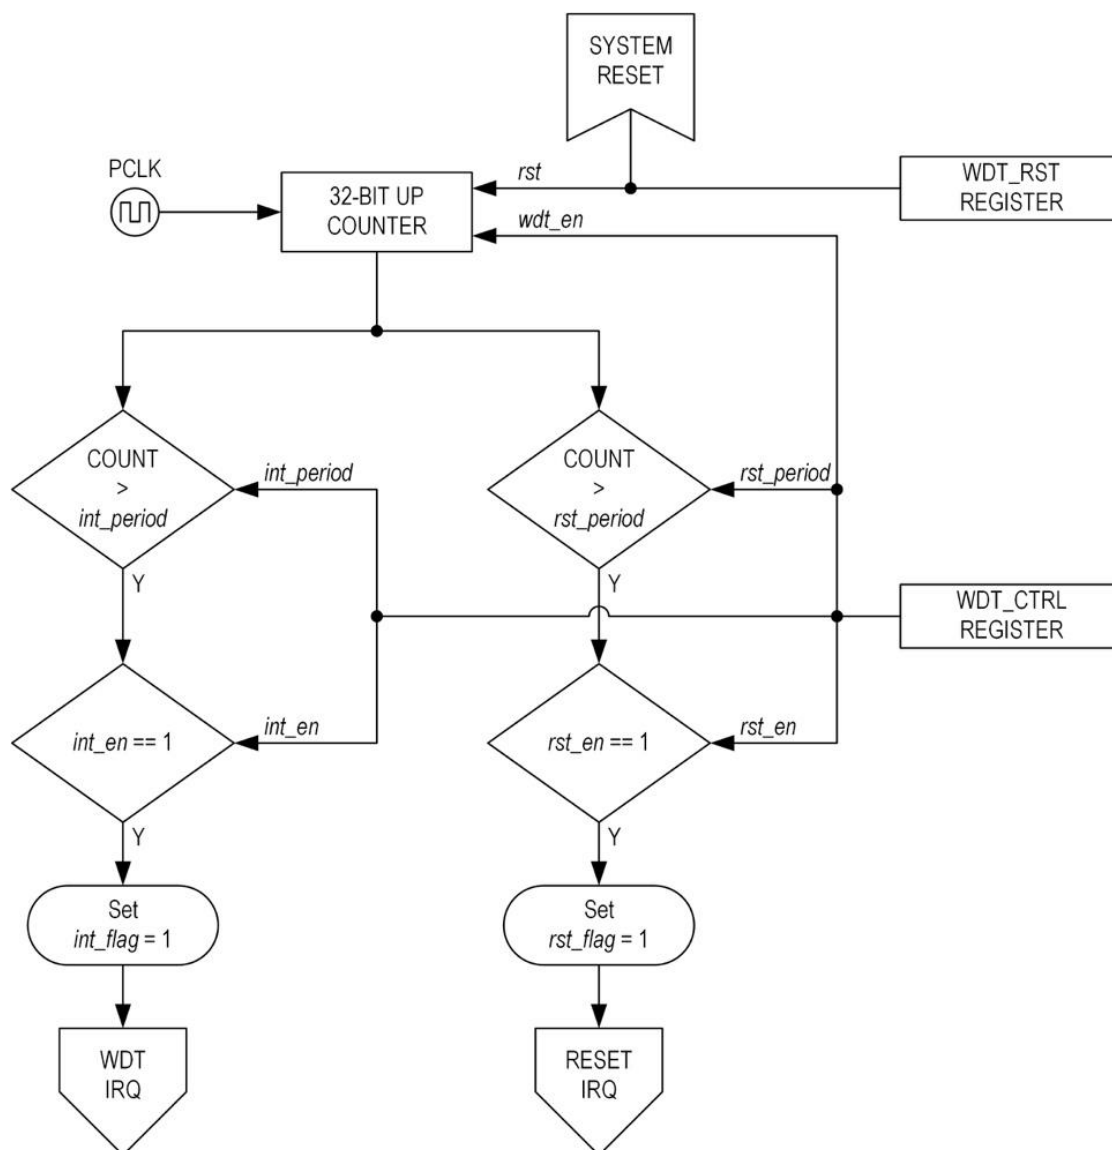 SYSTEM
RESET
PCLK
32-BIT UP
COUNTER
rst
wdt_en
WDT_RST
REGISTER
COUNT
>
int_period
int_period
COUNT
>
rst_period
rst_period
Y
Y
WDT_CTRL
REGISTER
int_en == 1
int_en
rst_en == 1
rst_en
Y
Y
Set
int_flag = 1
Set
rst_flag = 1
WDT
IRQ
RESET
IRQ